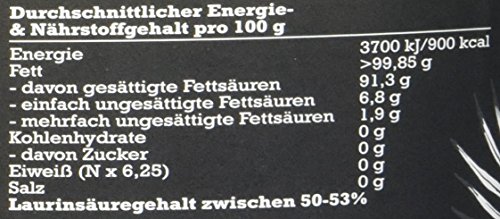 Durchschnittlicher Energie-
& Nährstoffgehalt pro 100 g
Energie 3700 kJ/900 kcal
Fett >99,85 g
- davon gesättigte Fettsäuren 91,3 g
- einfach ungesättigte Fettsäuren 6,8 g
- mehrfach ungesättigte Fettsäuren 1,9 g
Kohlenhydrate 0 g
- davon Zucker 0 g
Eiweiß (N x 6,25) 0 g
Salz 0 g
Laurinsäuregehalt zwischen 50-53%